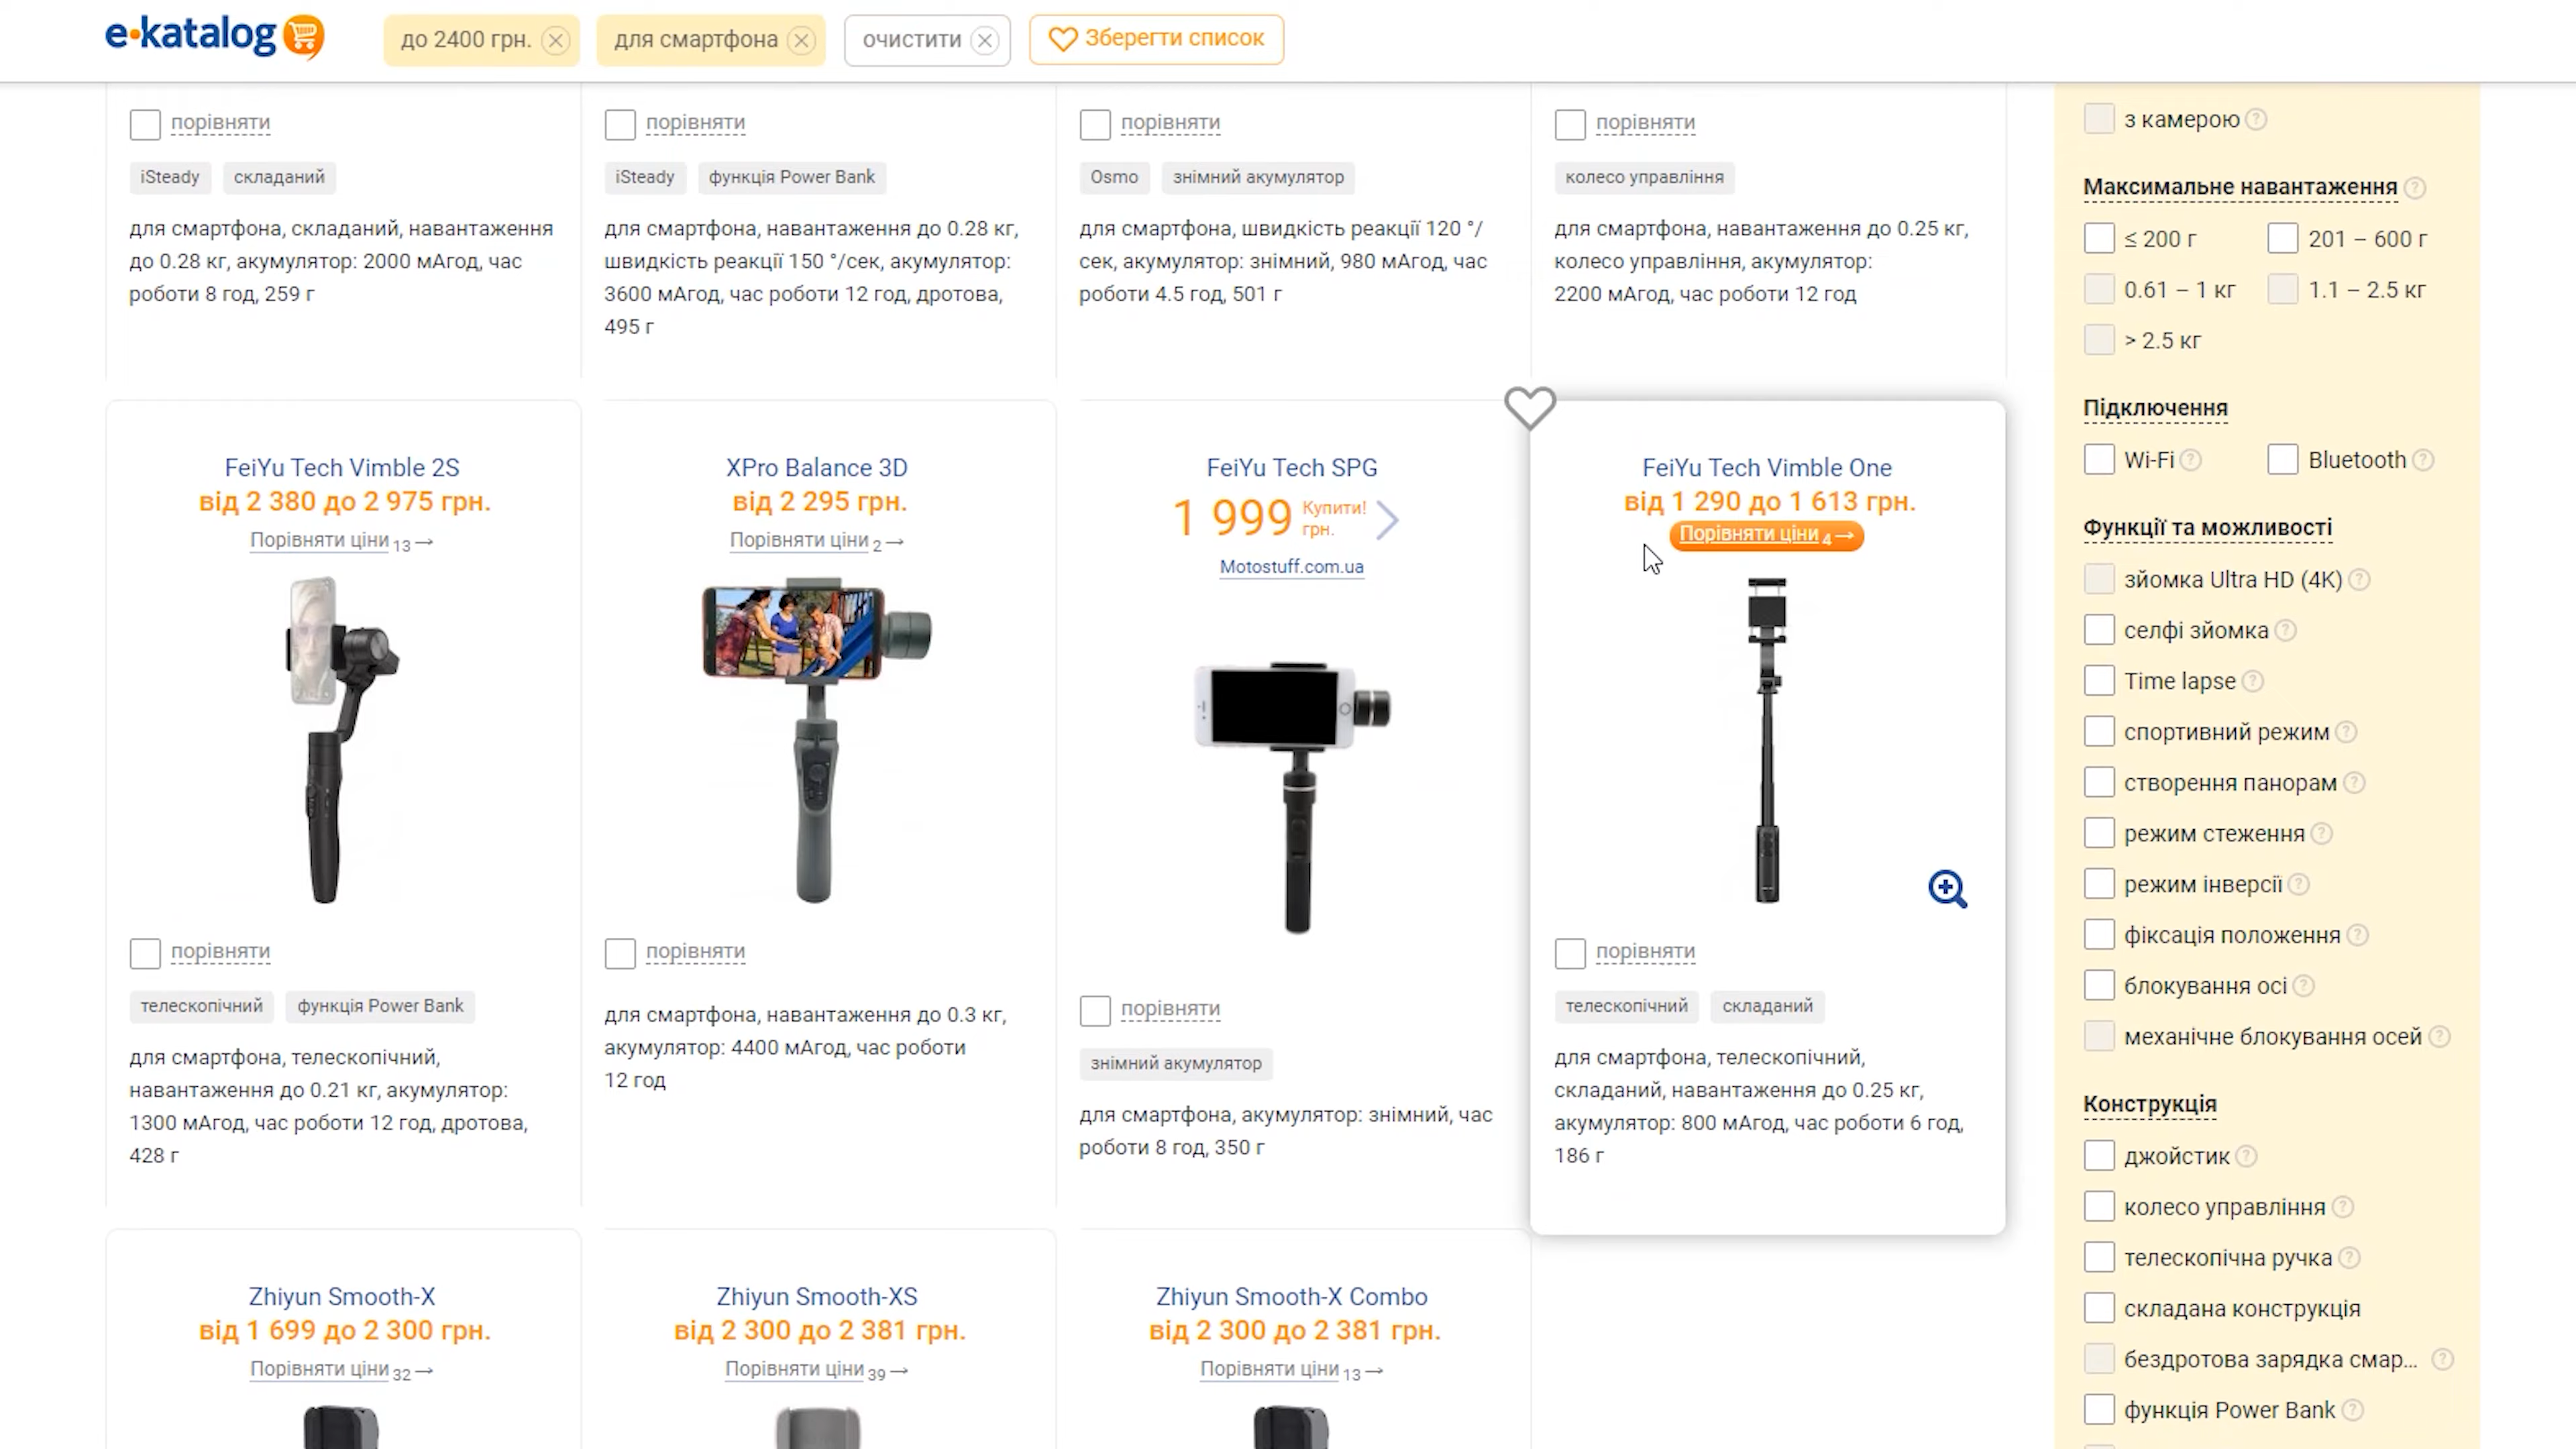 e·katalog
до 2400 грн.
для смартфона
очистити
Зберегти список
порівняти
iSteady складаний
для смартфона, складаний, навантаження
до 0.28 кг, акумулятор: 2000 мАгод, час
роботи 8 год, 259 г
порівняти
iSteady функція Power Bank
для смартфона, навантаження до 0.28 кг,
швидкість реакції 150 °/сек, акумулятор:
3600 мАгод, час роботи 12 год, дротова,
495 г
порівняти
Osmo знімний акумулятор
для смартфона, швидкість реакції 120 °/
сек, акумулятор: знімний, 980 мАгод, час
роботи 4.5 год, 501 г
порівняти
колесо управління
для смартфона, навантаження до 0.25 кг,
колесо управління, акумулятор:
2200 мАгод, час роботи 12 год
FeiYu Tech Vimble 2S
від 2 380 до 2 975 грн.
Порівняти ціни 13 →
порівняти
телескопічний функція Power Bank
для смартфона, телескопічний,
навантаження до 0.21 кг, акумулятор:
1300 мАгод, час роботи 12 год, дротова,
428 г
XPro Balance 3D
від 2 295 грн.
Порівняти ціни 2 →
порівняти
для смартфона, навантаження до 0.3 кг,
акумулятор: 4400 мАгод, час роботи
12 год
FeiYu Tech SPG
1 999 Купити!
грн.
Motostuff.com.ua
порівняти
знімний акумулятор
для смартфона, акумулятор: знімний, час
роботи 8 год, 350 г
FeiYu Tech Vimble One
від 1 290 до 1 613 грн.
Порівняти ціни 4 →
порівняти
телескопічний складаний
для смартфона, телескопічний,
складаний, навантаження до 0.25 кг,
акумулятор: 800 мАгод, час роботи 6 год,
186 г
Zhiyun Smooth-X
від 1 699 до 2 300 грн.
Порівняти ціни 32 →
Zhiyun Smooth-XS
від 2 300 до 2 381 грн.
Порівняти ціни 39 →
Zhiyun Smooth-X Combo
від 2 300 до 2 381 грн.
Порівняти ціни 13 →
з камерою ?
Максимальне навантаження ?
≤ 200 г 201 – 600 г
0.61 – 1 кг 1.1 – 2.5 кг
> 2.5 кг
Підключення
Wi-Fi ? Bluetooth ?
Функції та можливості
зйомка Ultra HD (4K) ?
селфі зйомка ?
Time lapse ?
спортивний режим ?
створення панорам ?
режим стеження ?
режим інверсії ?
фіксація положення ?
блокування осі ?
механічне блокування осей ?
Конструкція
джойстик ?
колесо управління ?
телескопічна ручка ?
складана конструкція
бездротова зарядка смар... ?
функція Power Bank ?